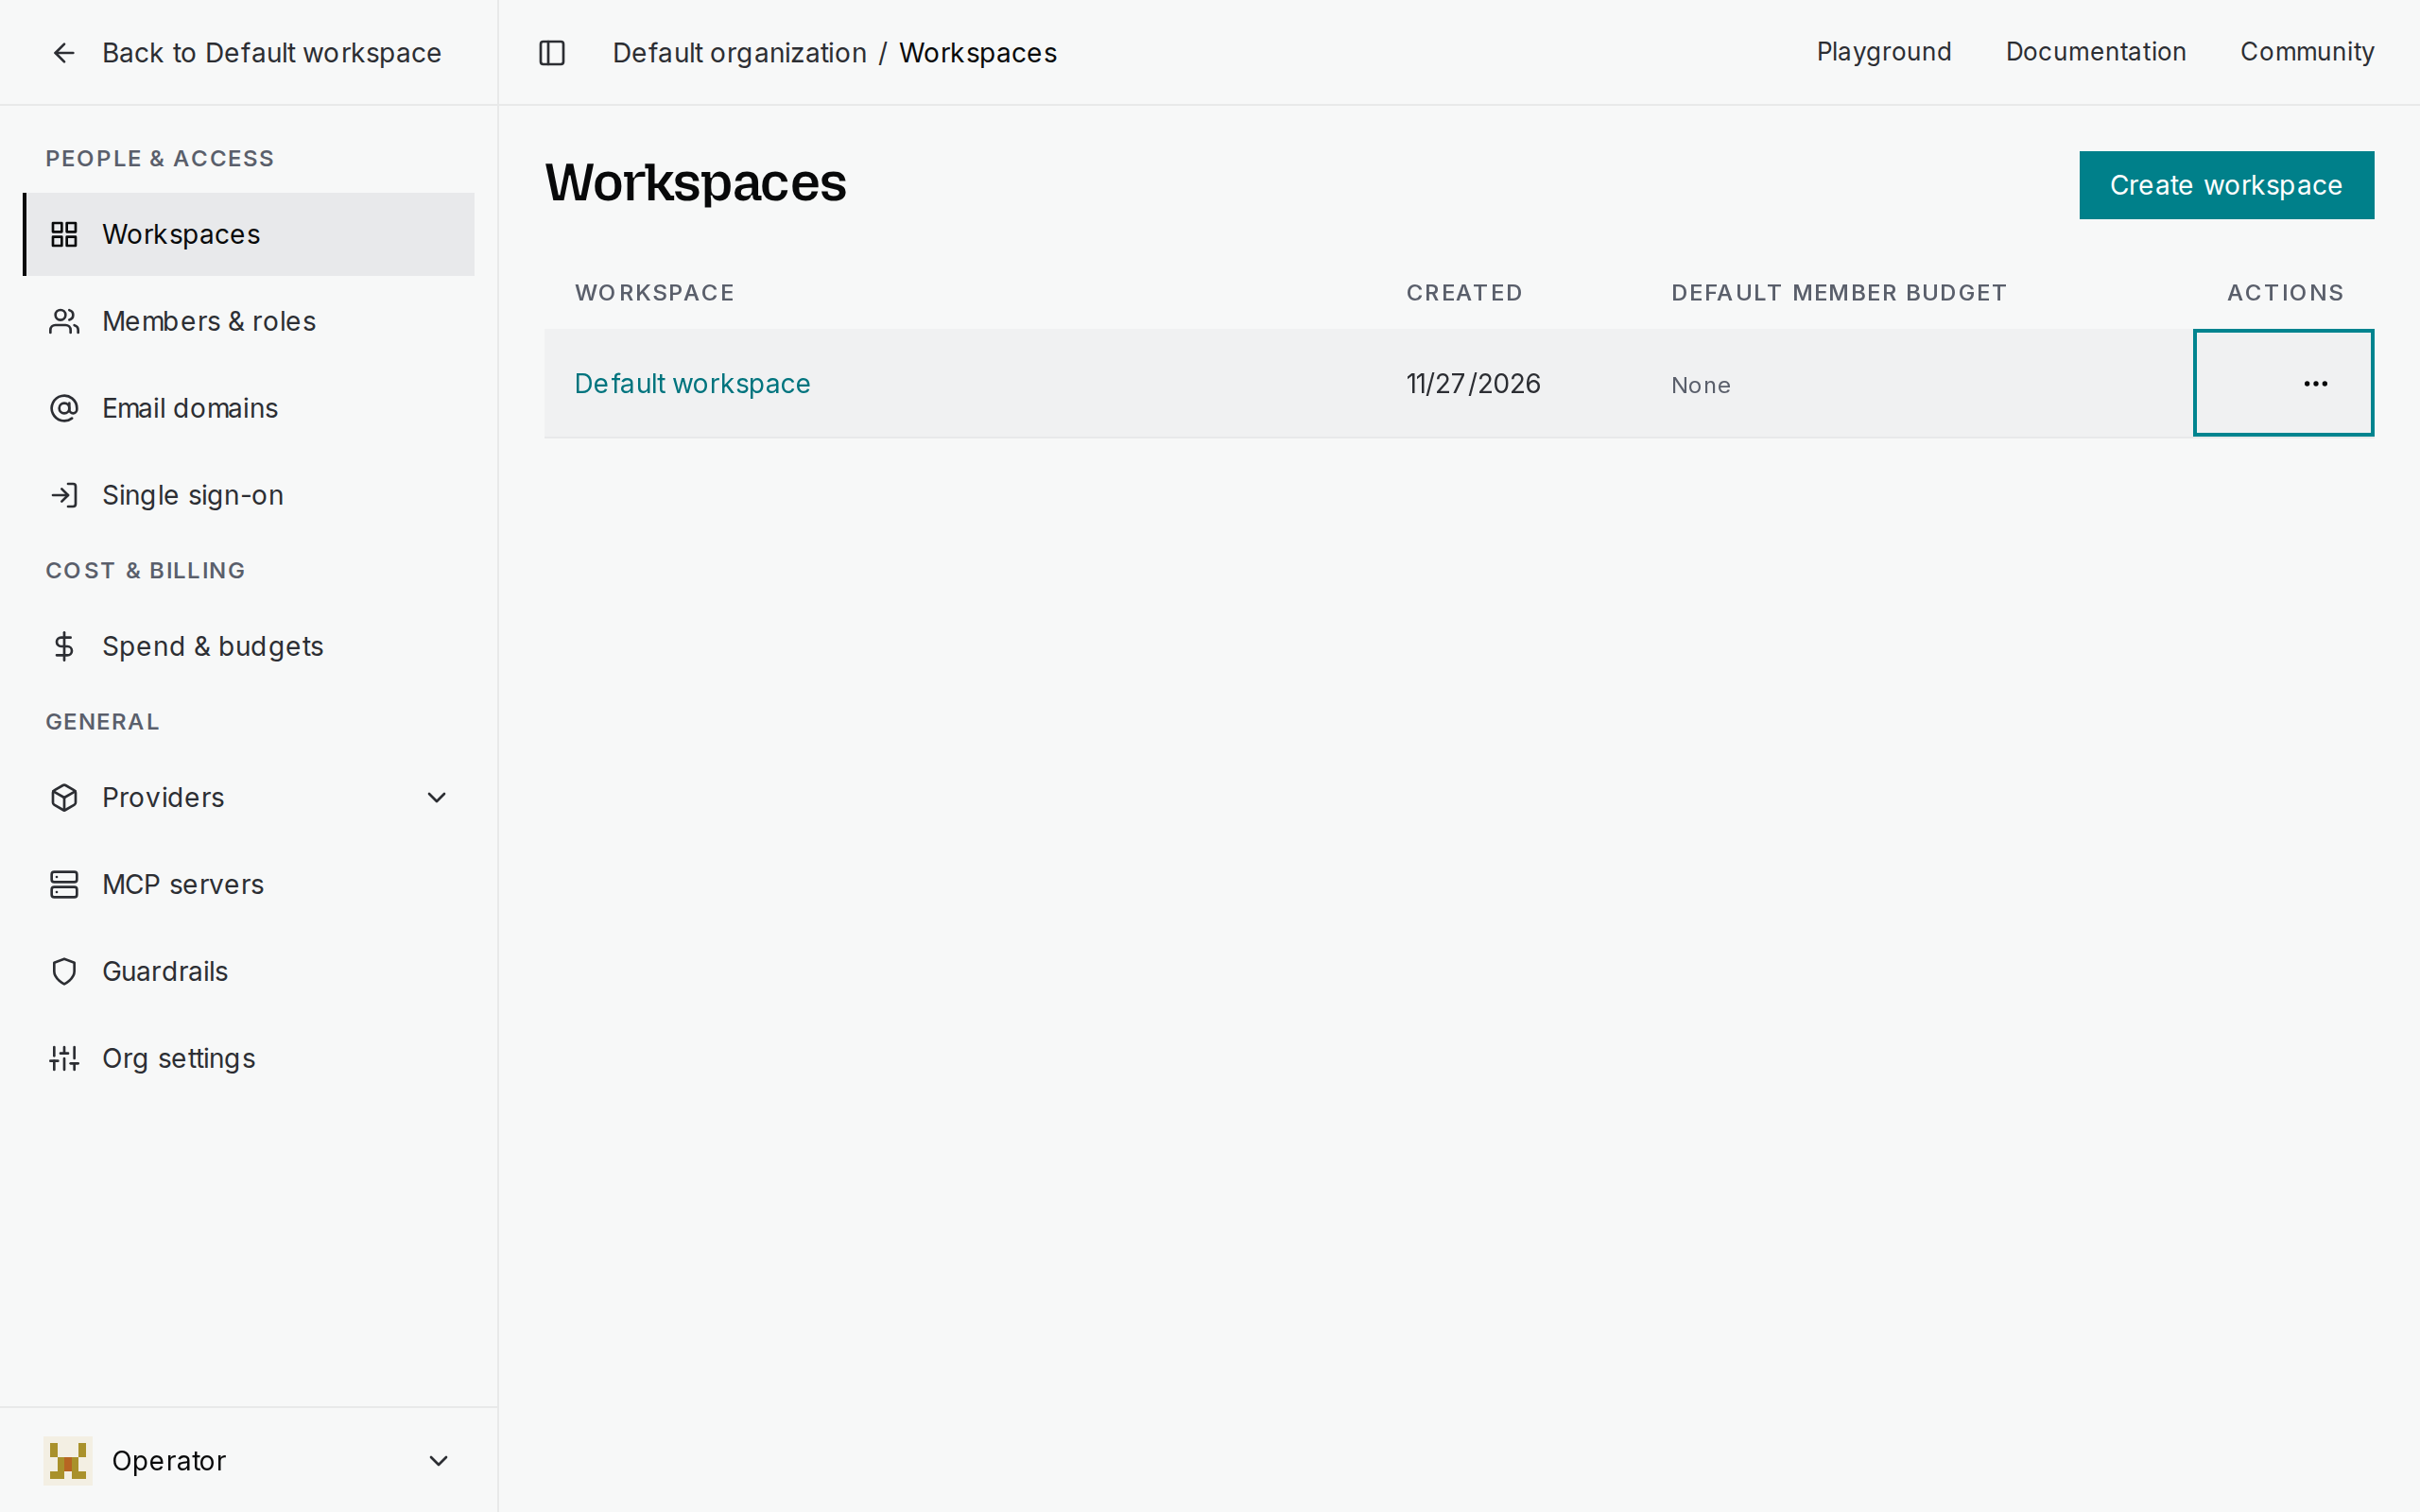 Back to Default workspace
Default organization / Workspaces
Playground
Documentation
Community
PEOPLE & ACCESS
Workspaces
Members & roles
Email domains
Single sign-on
COST & BILLING
Spend & budgets
GENERAL
Providers
MCP servers
Guardrails
Org settings
Operator
Workspaces
Create workspace
WORKSPACE CREATED DEFAULT MEMBER BUDGET ACTIONS
Default workspace 11/27/2026 None